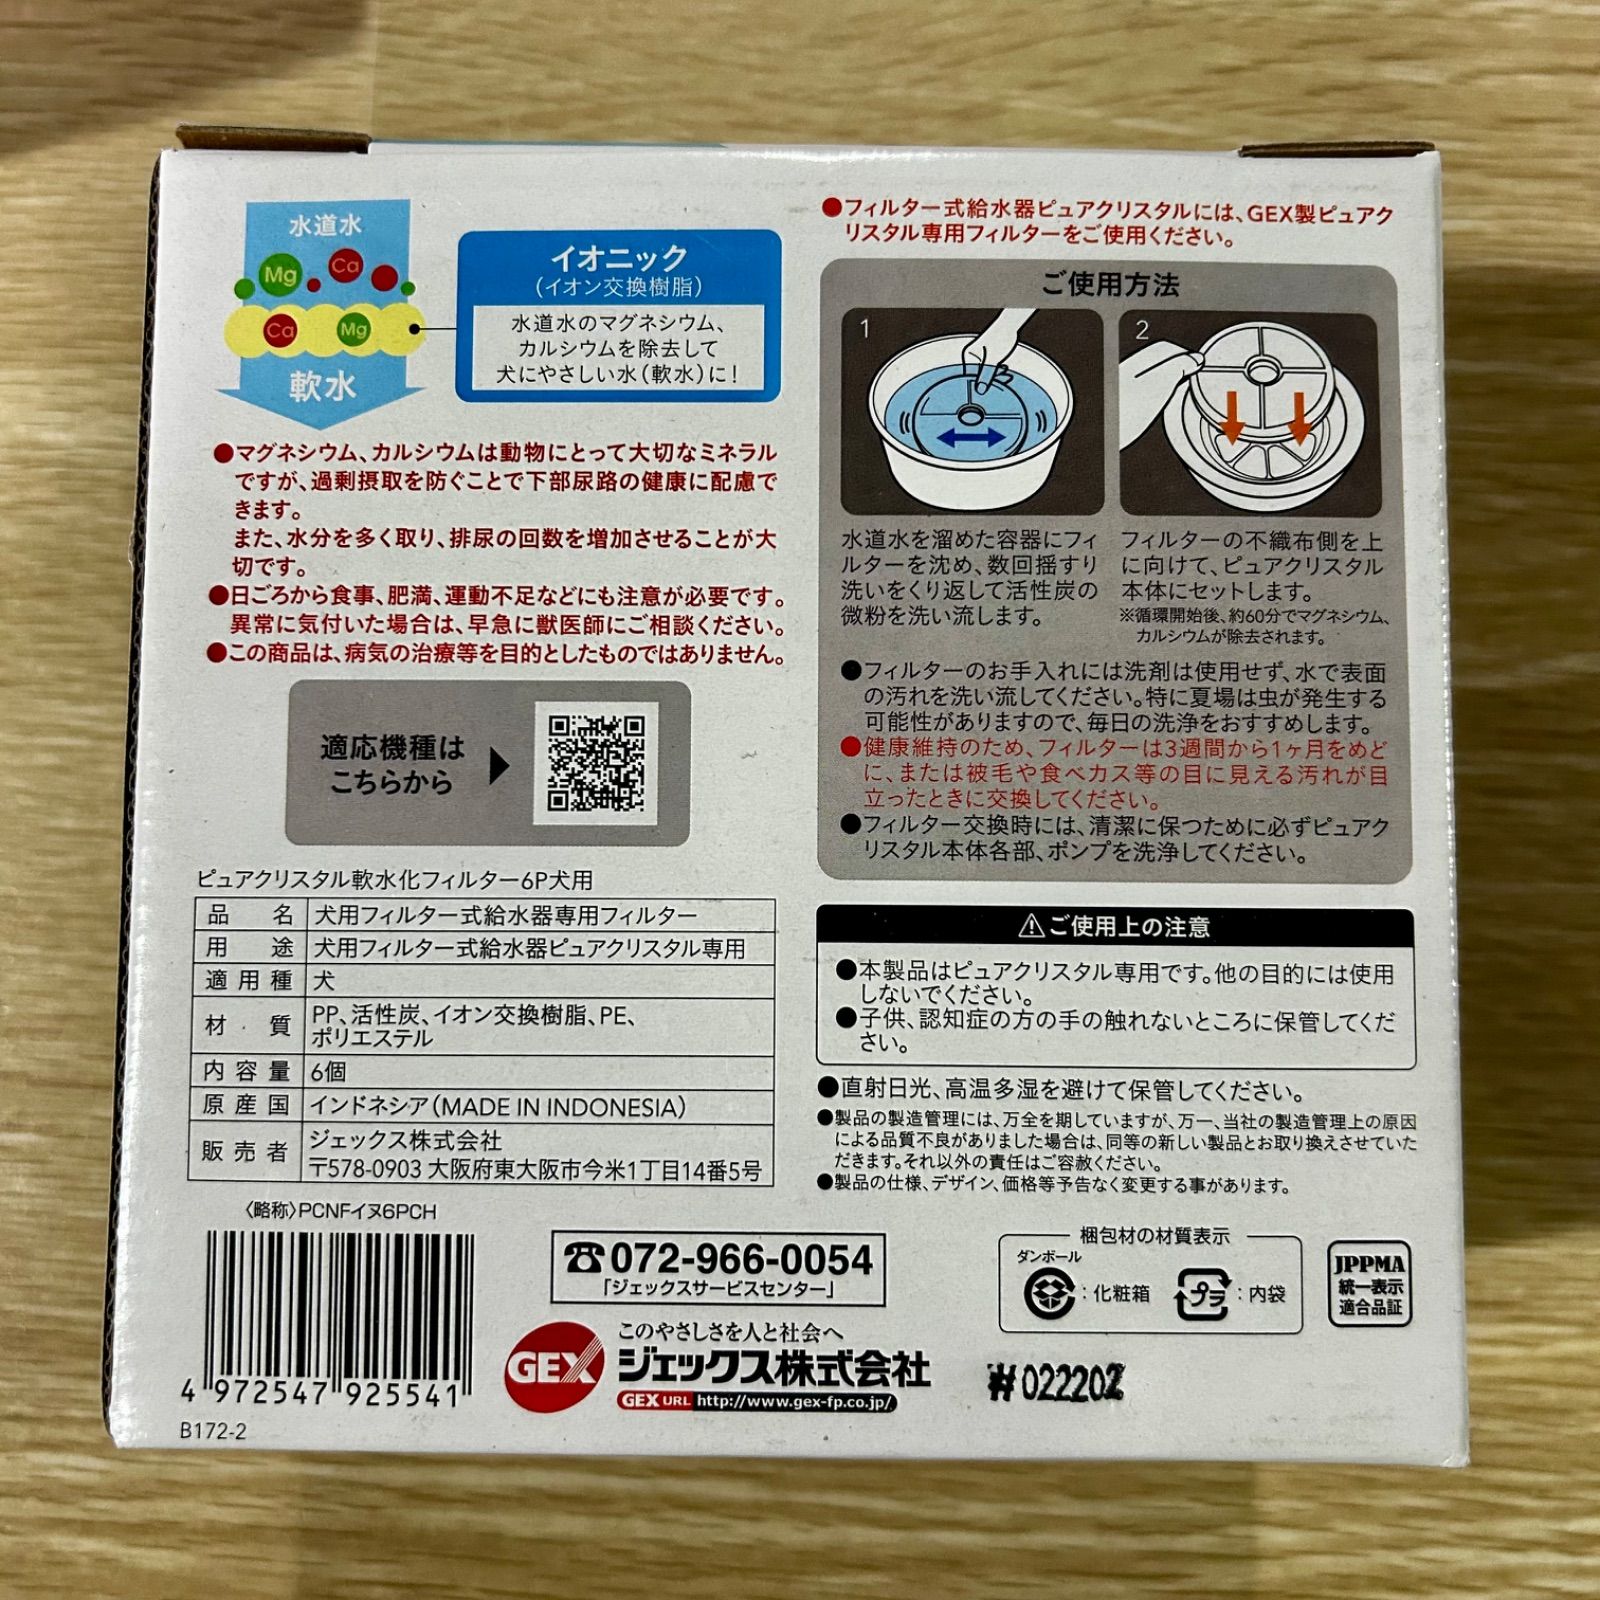 水道水
Mg
Ca
Ca
Mg
軟水
イオニック
(イオン交換樹脂)
水道水のマグネシウム、
カルシウムを除去して
犬にやさしい水(軟水)に!
●マグネシウム、カルシウムは動物にとって大切なミネラル
ですが、過剰摂取を防ぐことで下部尿路の健康に配慮で
きます。
また、水分を多く取り、排尿の回数を増加させることが大
切です。
●日ごろから食事、肥満、運動不足などにも注意が必要です。
異常に気付いた場合は、早急に獣医師にご相談ください。
●この商品は、病気の治療等を目的としたものではありません。
適応機種は
こちらから
ピュアクリスタル軟水化フィルター6P犬用
品 名 犬用フィルター式給水器専用フィルター
用 途 犬用フィルター式給水器ピュアクリスタル専用
適用種 犬
材 質 PP、活性炭、イオン交換樹脂、PE、
ポリエステル
内容量 6個
原産国 インドネシア(MADE IN INDONESIA)
販売者 ジェックス株式会社
〒578-0903 大阪府東大阪市今米1丁目14番5号
〈略称〉PCNFイヌ6PCH
4 972547 925541
B172-2
●フィルター式給水器ピュアクリスタルには、GEX製ピュアク
リスタル専用フィルターをご使用ください。
ご使用方法
1
2
水道水を溜めた容器にフィ
ルターを沈め、数回揺すり
洗いをくり返して活性炭の
微粉を洗い流します。
フィルターの不織布側を上
に向けて、ピュアクリスタル
本体にセットします。
※循環開始後、約60分でマグネシウム、
カルシウムが除去されます。
●フィルターのお手入れには洗剤は使用せず、水で表面
の汚れを洗い流してください。特に夏場は虫が発生する
可能性がありますので、毎日の洗浄をおすすめします。
●健康維持のため、フィルターは3週間から1ヶ月をめど
に、または被毛や食べカス等の目に見える汚れが目
立ったときに交換してください。
●フィルター交換時には、清潔に保つために必ずピュアク
リスタル本体各部、ポンプを洗浄してください。
⚠ご使用上の注意
●本製品はピュアクリスタル専用です。他の目的には使用
しないでください。
●子供、認知症の方の手の触れないところに保管してくだ
さい。
●直射日光、高温多湿を避けて保管してください。
●製品の製造管理には、万全を期していますが、万一、当社の製造管理上の原因
による品質不良がありました場合は、同等の新しい製品とお取り換えさせていた
だきます。それ以外の責任はご容赦ください。
●製品の仕様、デザイン、価格等予告なく変更する事があります。
☎072-966-0054
「ジェックスサービスセンター」
GEX
このやさしさを人と社会へ
ジェックス株式会社
GEX URL http://www.gex-fp.co.jp/
梱包材の材質表示
ダンボール
:化粧箱
プラ
:内袋
JPPMA
統一表示
適合品証
#022202